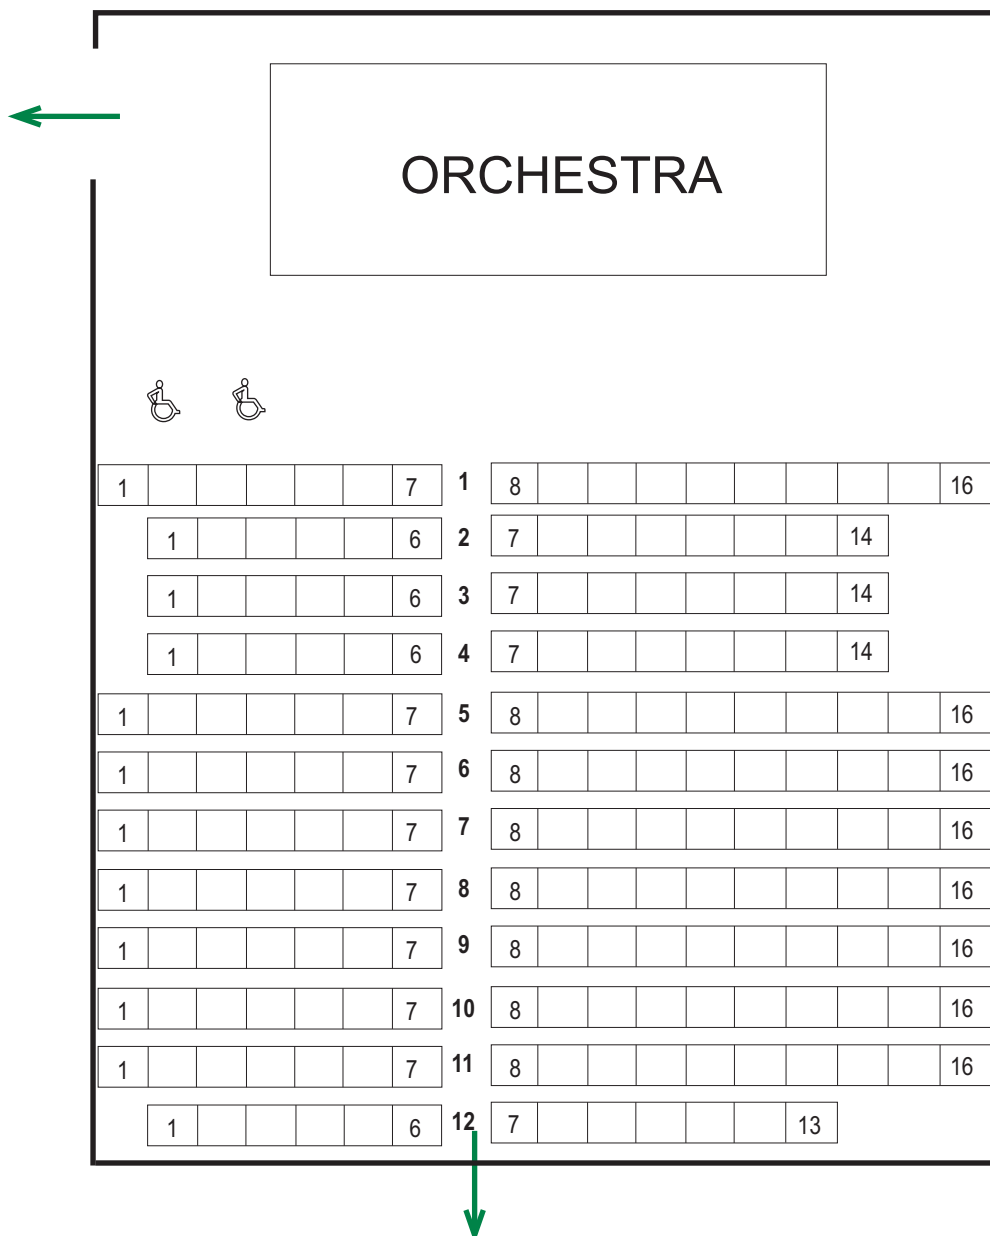 ORCHESTRA
1 7 1 8 16
1 6 2 7 14
1 6 3 7 14
1 6 4 7 14
1 7 5 8 16
1 7 6 8 16
1 7 7 8 16
1 7 8 8 16
1 7 9 8 16
1 7 10 8 16
1 7 11 8 16
1 6 12 7 13